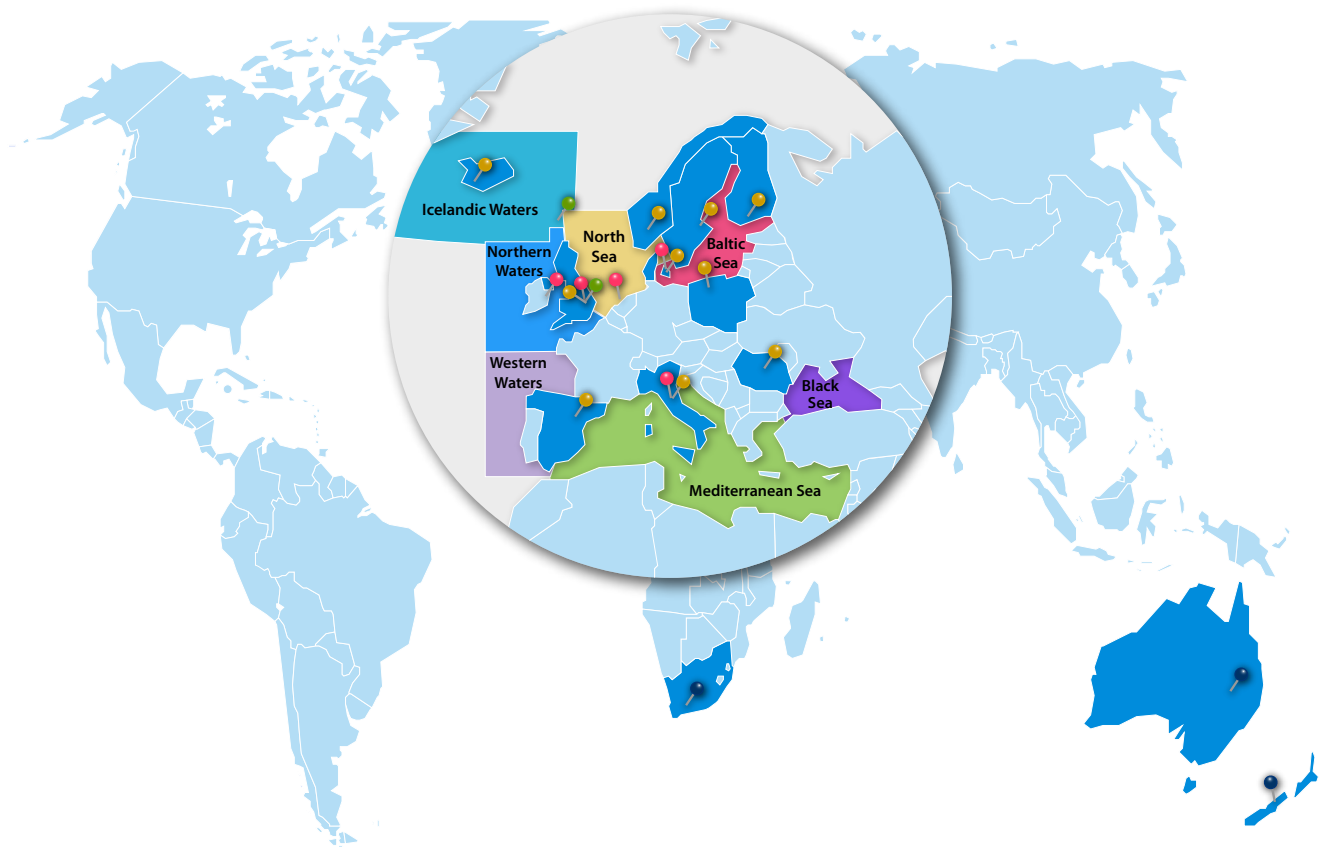 Icelandic Waters
North
Sea
Baltic
Sea
Northern
Waters
Western
Waters
Black
Sea
Mediterranean Sea